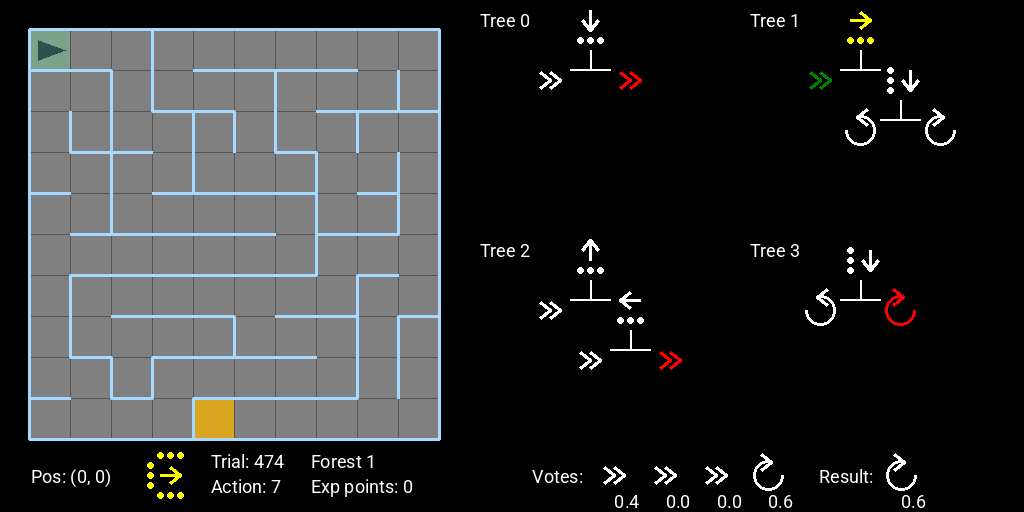 Tree 0
Tree 1
Tree 2
Tree 3
Pos: (0, 0)
Trial: 474
Forest 1
Action: 7
Exp points: 0
Votes:
0.4
0.0
0.0
0.6
Result:
0.6